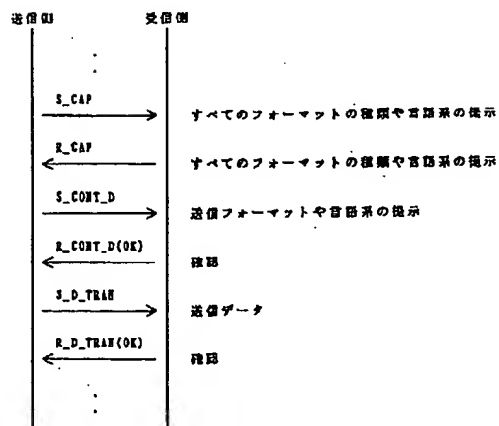 送信側 受信側
S_CAP
すべてのフォーマットの種類や言語系の提示
R_CAP
すべてのフォーマットの種類や言語系の提示
S_CONT_D
送信フォーマットや言語系の提示
R_CONT_D(OK)
確認
S_D_TRAN
送信データ
R_D_TRAN(OK)
確認